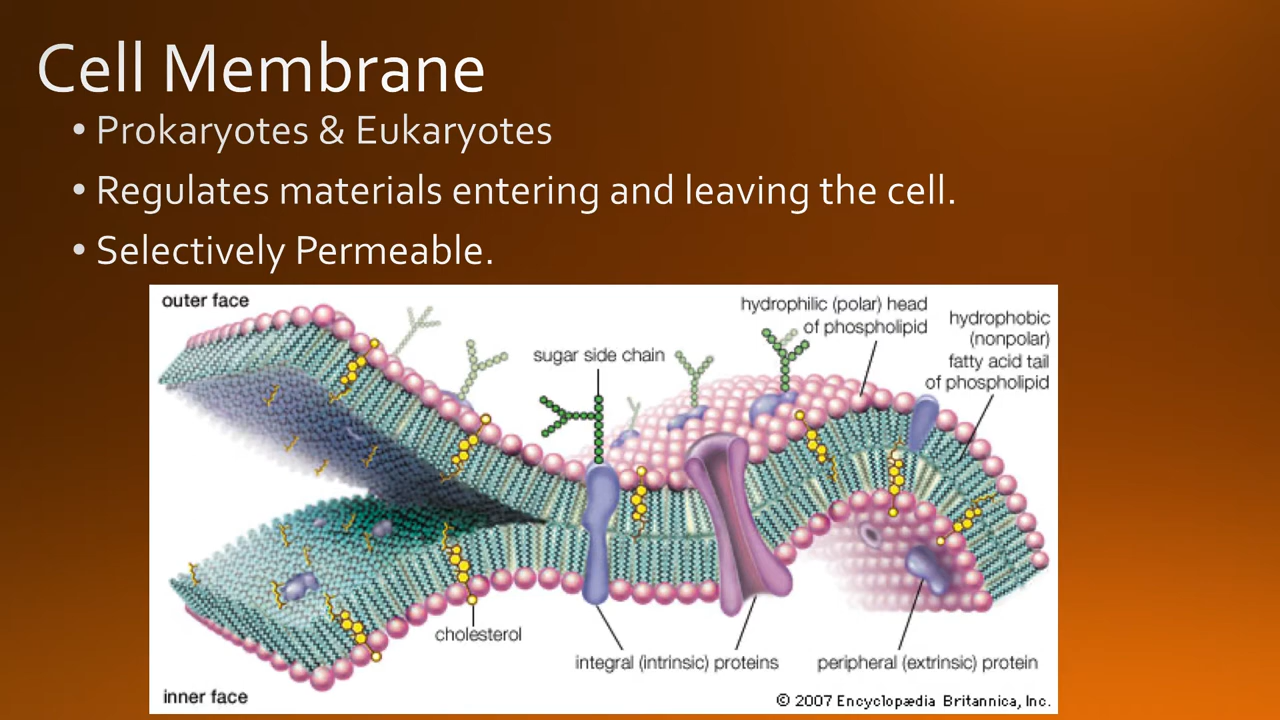 Cell Membrane
• Prokaryotes & Eukaryotes
• Regulates materials entering and leaving the cell.
• Selectively Permeable.
outer face
hydrophilic (polar) head
of phospholipid
hydrophobic
(nonpolar)
fatty acid tail
of phospholipid
sugar side chain
cholesterol
integral (intrinsic) proteins
peripheral (extrinsic) protein
inner face
© 2007 Encyclopædia Britannica, Inc.